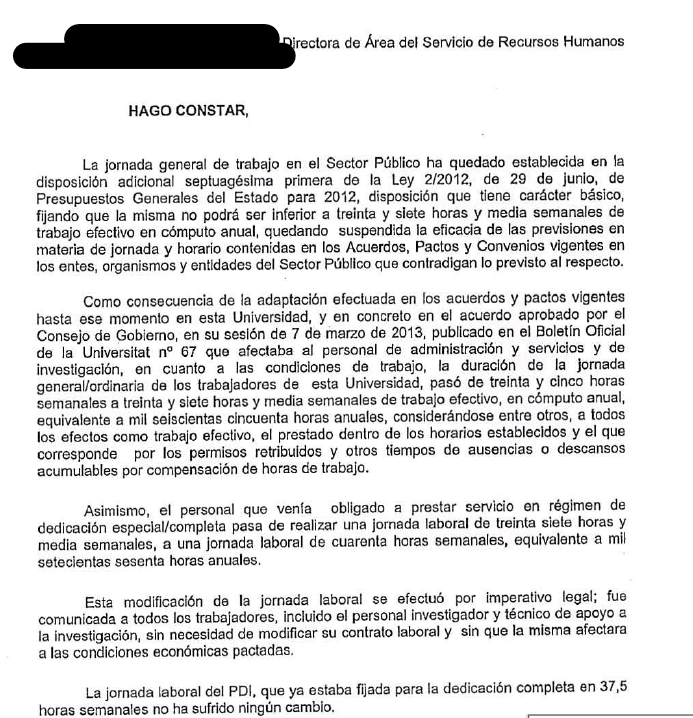 Directora de Área del Servicio de Recursos Humanos
HAGO CONSTAR,
La jornada general de trabajo en el Sector Público ha quedado establecida en la
disposición adicional septuagésima primera de la Ley 2/2012, de 29 de junio, de
Presupuestos Generales del Estado para 2012, disposición que tiene carácter básico,
fijando que la misma no podrá ser inferior a treinta y siete horas y media semanales de
trabajo efectivo en cómputo anual, quedando suspendida la eficacia de las previsiones en
materia de jornada y horario contenidas en los Acuerdos, Pactos y Convenios vigentes en
los entes, organismos y entidades del Sector Público que contradigan lo previsto al respecto.
Como consecuencia de la adaptación efectuada en los acuerdos y pactos vigentes
hasta ese momento en esta Universidad, y en concreto en el acuerdo aprobado por el
Consejo de Gobierno, en su sesión de 7 de marzo de 2013, publicado en el Boletín Oficial
de la Universitat nº 67 que afectaba al personal de administración y servicios y de
investigación, en cuanto a las condiciones de trabajo, la duración de la jornada
general/ordinaria de los trabajadores de esta Universidad, pasó de treinta y cinco horas
semanales a treinta y siete horas y media semanales de trabajo efectivo, en cómputo anual,
equivalente a mil seiscientas cincuenta horas anuales, considerándose entre otros, a todos
los efectos como trabajo efectivo, el prestado dentro de los horarios establecidos y el que
corresponde por los permisos retribuidos y otros tiempos de ausencias o descansos
acumulables por compensación de horas de trabajo.
Asimismo, el personal que venía obligado a prestar servicio en régimen de
dedicación especial/completa pasa de realizar una jornada laboral de treinta siete horas y
media semanales, a una jornada laboral de cuarenta horas semanales, equivalente a mil
setecientas sesenta horas anuales.
Esta modificación de la jornada laboral se efectuó por imperativo legal; fue
comunicada a todos los trabajadores, incluido el personal investigador y técnico de apoyo a
la investigación, sin necesidad de modificar su contrato laboral y sin que la misma afectara
a las condiciones económicas pactadas.
La jornada laboral del PDI, que ya estaba fijada para la dedicación completa en 37,5
horas semanales no ha sufrido ningún cambio.